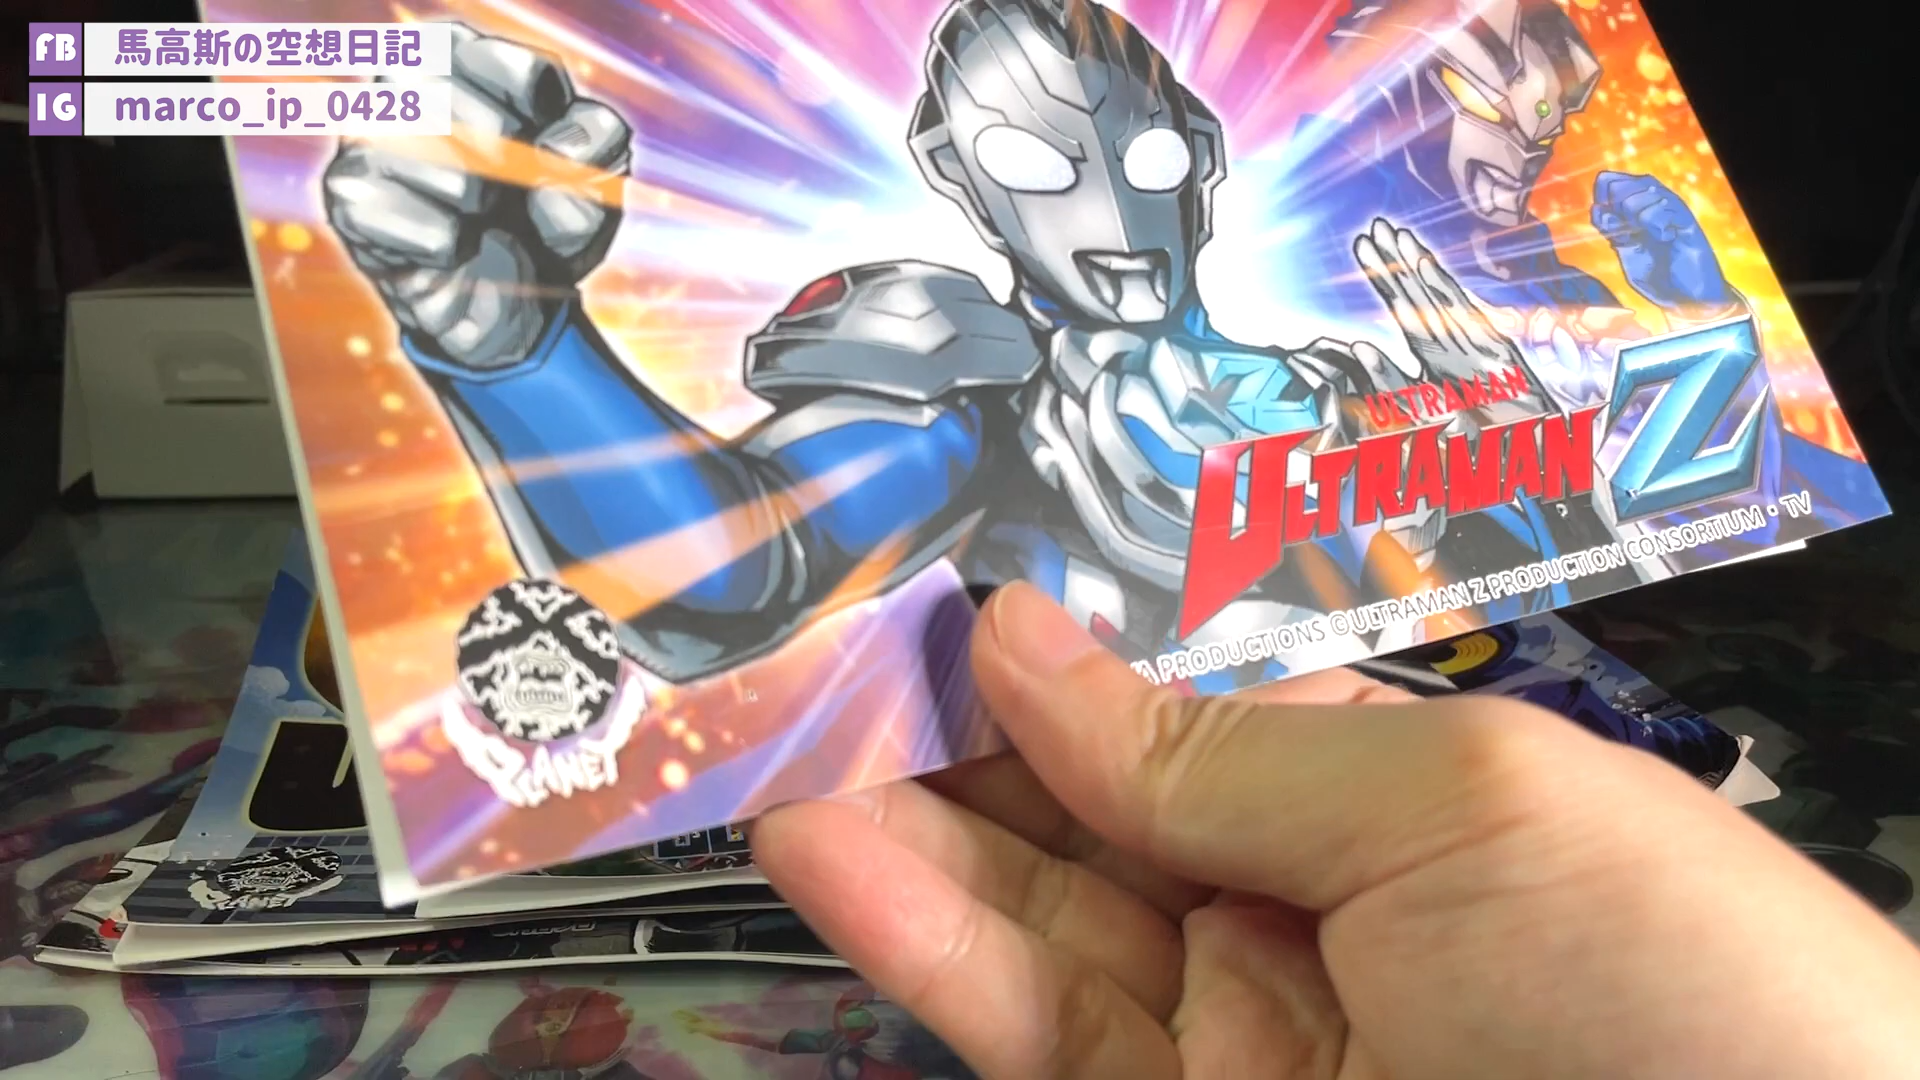 FB 馬高斯の空想日記
IG marco_ip_0428
ULTRAMAN
ULTRAMAN Z
PRODUCTIONS ©ULTRAMAN Z PRODUCTION CONSORTIUM・TV
PLANET
PLANET